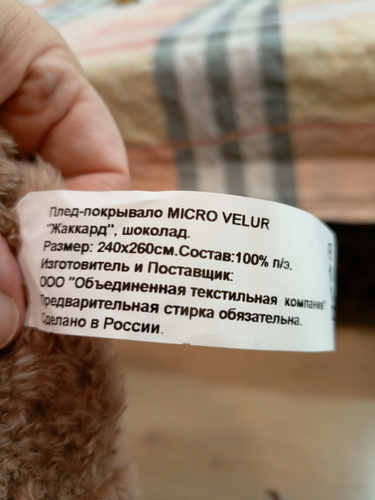 Плед-покрывало MICRO VELUR
"Жаккард", шоколад.
Размер: 240х260см.Состав:100% п/э.
Изготовитель и Поставщик:
ООО "Объединенная текстильная компания"
Предварительная стирка обязательна.
Сделано в России.